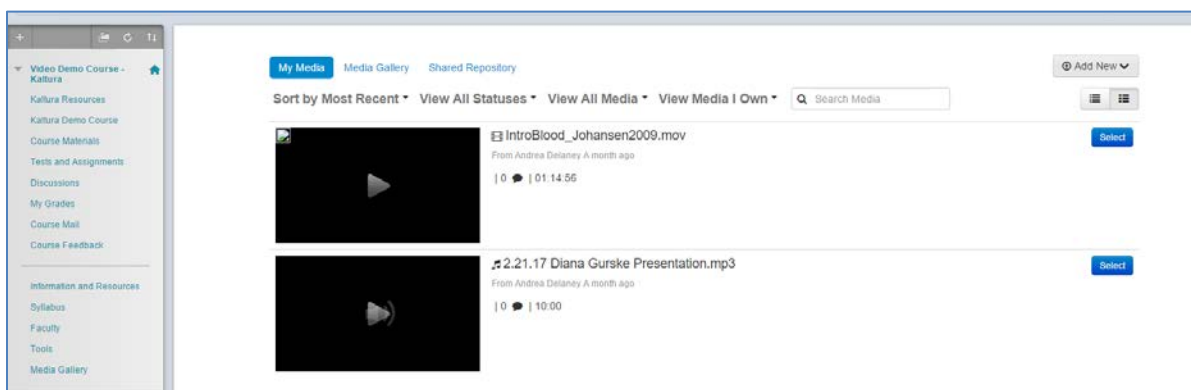 Video Demo Course -
Kaltura
Kaltura Resources
Kaltura Demo Course
Course Materials
Tests and Assignments
Discussions
My Grades
Course Mail
Course Feedback
Information and Resources
Syllabus
Faculty
Tools
Media Gallery
My Media Media Gallery Shared Repository Add New
Sort by Most Recent View All Statuses View All Media View Media I Own Search Media
IntroBlood_Johansen2009.mov Select
From Andrea Delaney A month ago
| 0 | 01:14:56
2.21.17 Diana Gurske Presentation.mp3 Select
From Andrea Delaney A month ago
| 0 | 10:00